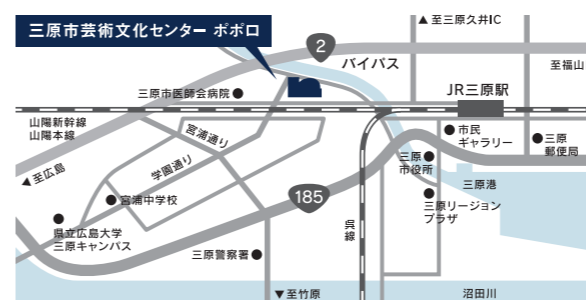 三原市芸術文化センター ポポロ
▲至三原久井IC
2
バイパス
至福山
JR三原駅
三原市医師会病院
山陽新幹線
山陽本線
宮浦通り
市民
ギャラリー
三原
郵便局
学園通り
三原
市役所
◀至広島
三原港
185
宮浦中学校
三原リージョン
プラザ
県立広島大学
三原キャンパス
呉線
三原警察署
▼至竹原
沼田川